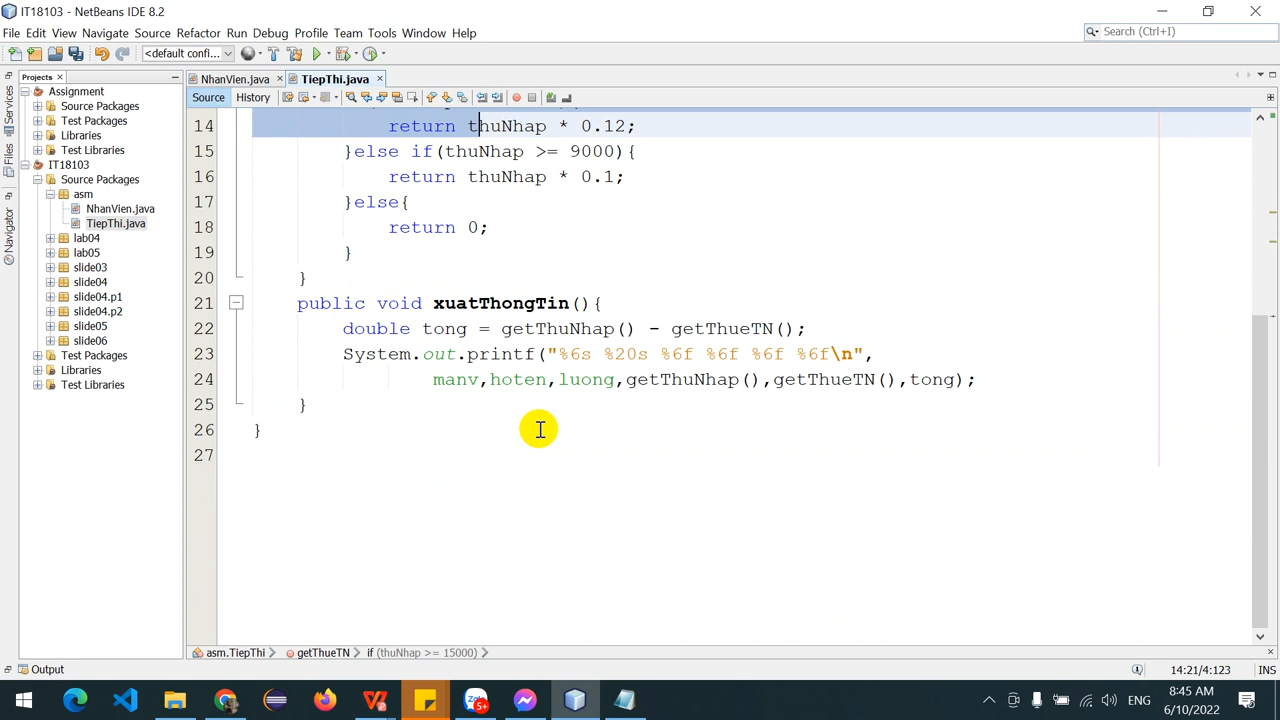 IT18103 - NetBeans IDE 8.2
File Edit View Navigate Source Refactor Run Debug Profile Team Tools Window Help
Search (Ctrl+I)
<default confi...
Projects
NhanVien.java
TiepThi.java
Source
History
Services
Files
Navigator
Assignment
Source Packages
Test Packages
Libraries
Test Libraries
IT18103
Source Packages
asm
NhanVien.java
TiepThi.java
lab04
lab05
slide03
slide04
slide04.p1
slide04.p2
slide05
slide06
Test Packages
Libraries
Test Libraries
14 return thuNhap * 0.12;
15 }else if(thuNhap >= 9000){
16 return thuNhap * 0.1;
17 }else{
18 return 0;
19 }
20 }
21 public void xuatThongTin(){
22 double tong = getThuNhap() - getThueTN();
23 System.out.printf("%6s %20s %6f %6f %6f %6f\n",
24 manv,hoten,luong,getThuNhap(),getThueTN(),tong);
25 }
26 }
27
asm.TiepThi
getThueTN
if (thuNhap >= 15000)
Output
14:21/4:123
INS
5+
ENG
8:45 AM
6/10/2022